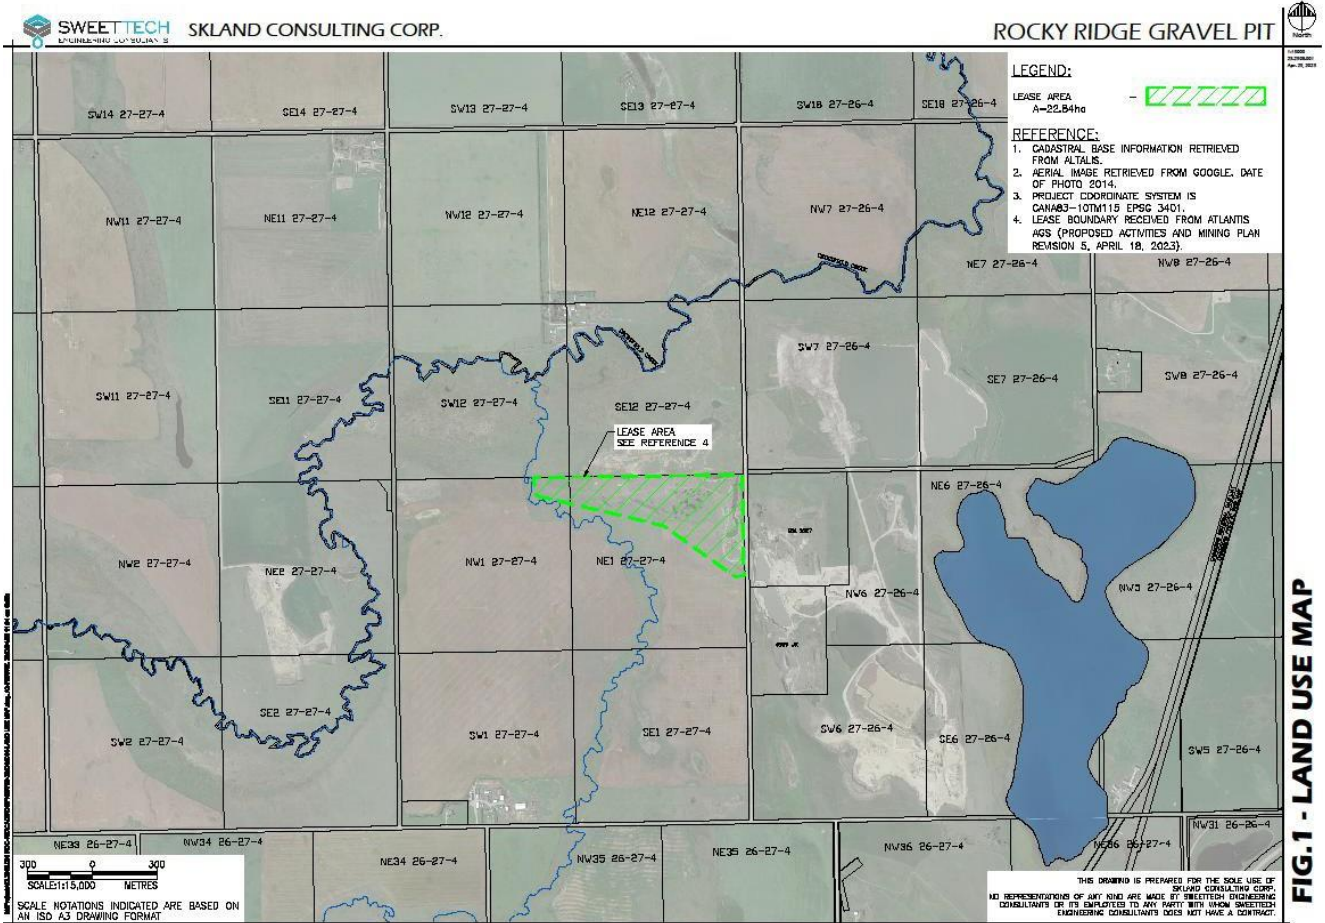 SWEETTECH
ENGINEERING CONSULTANTS
SKLAND CONSULTING CORP.
ROCKY RIDGE GRAVEL PIT
North
LEGEND:
LEASE AREA
A=22.84ha
REFERENCE:
1. CADASTRAL BASE INFORMATION RETRIEVED
FROM ALTALIS.
2. AERIAL IMAGE RETRIEVED FROM GOOGLE. DATE
OF PHOTO 2014.
3. PROJECT COORDINATE SYSTEM IS
CANA83-10TM115 EPSG 3401.
4. LEASE BOUNDARY RECEIVED FROM ATLANTIS
AGS (PROPOSED ACTIVITIES AND MINING PLAN
REVISION 5, APRIL 18, 2023).
SW14 27-27-4
SE14 27-27-4
SW13 27-27-4
SE13 27-27-4
SW18 27-26-4
SE18 27-26-4
NW11 27-27-4
NE11 27-27-4
NW12 27-27-4
NE12 27-27-4
NW7 27-26-4
NE7 27-26-4
NW8 27-26-4
CROSSFIELD CREEK
CROSSFIELD CREEK
SW11 27-27-4
SE11 27-27-4
SW12 27-27-4
SE12 27-27-4
SW7 27-26-4
SE7 27-26-4
SW8 27-26-4
LEASE AREA
SEE REFERENCE 4
NW2 27-27-4
NE2 27-27-4
NW1 27-27-4
NE1 27-27-4
NW6 27-26-4
NE6 27-26-4
NW5 27-26-4
SW2 27-27-4
SE2 27-27-4
SW1 27-27-4
SE1 27-27-4
SW6 27-26-4
SE6 27-26-4
SW5 27-26-4
NE33 26-27-4
NW34 26-27-4
NE34 26-27-4
NW35 26-27-4
NE35 26-27-4
NW36 26-27-4
NE36 26-27-4
NW31 26-26-4
300 0 300
SCALE:1:15,000 METRES
SCALE NOTATIONS INDICATED ARE BASED ON
AN ISO A3 DRAWING FORMAT
THIS DRAWING IS PREPARED FOR THE SOLE USE OF
SKLAND CONSULTING CORP.
NO REPRESENTATIONS OF ANY KIND ARE MADE BY SWEETTECH ENGINEERING
CONSULTANTS OR ITS EMPLOYEES TO ANY PARTY WITH WHOM SWEETTECH
ENGINEERING CONSULTANTS DOES NOT HAVE A CONTRACT.
FIG.1 - LAND USE MAP